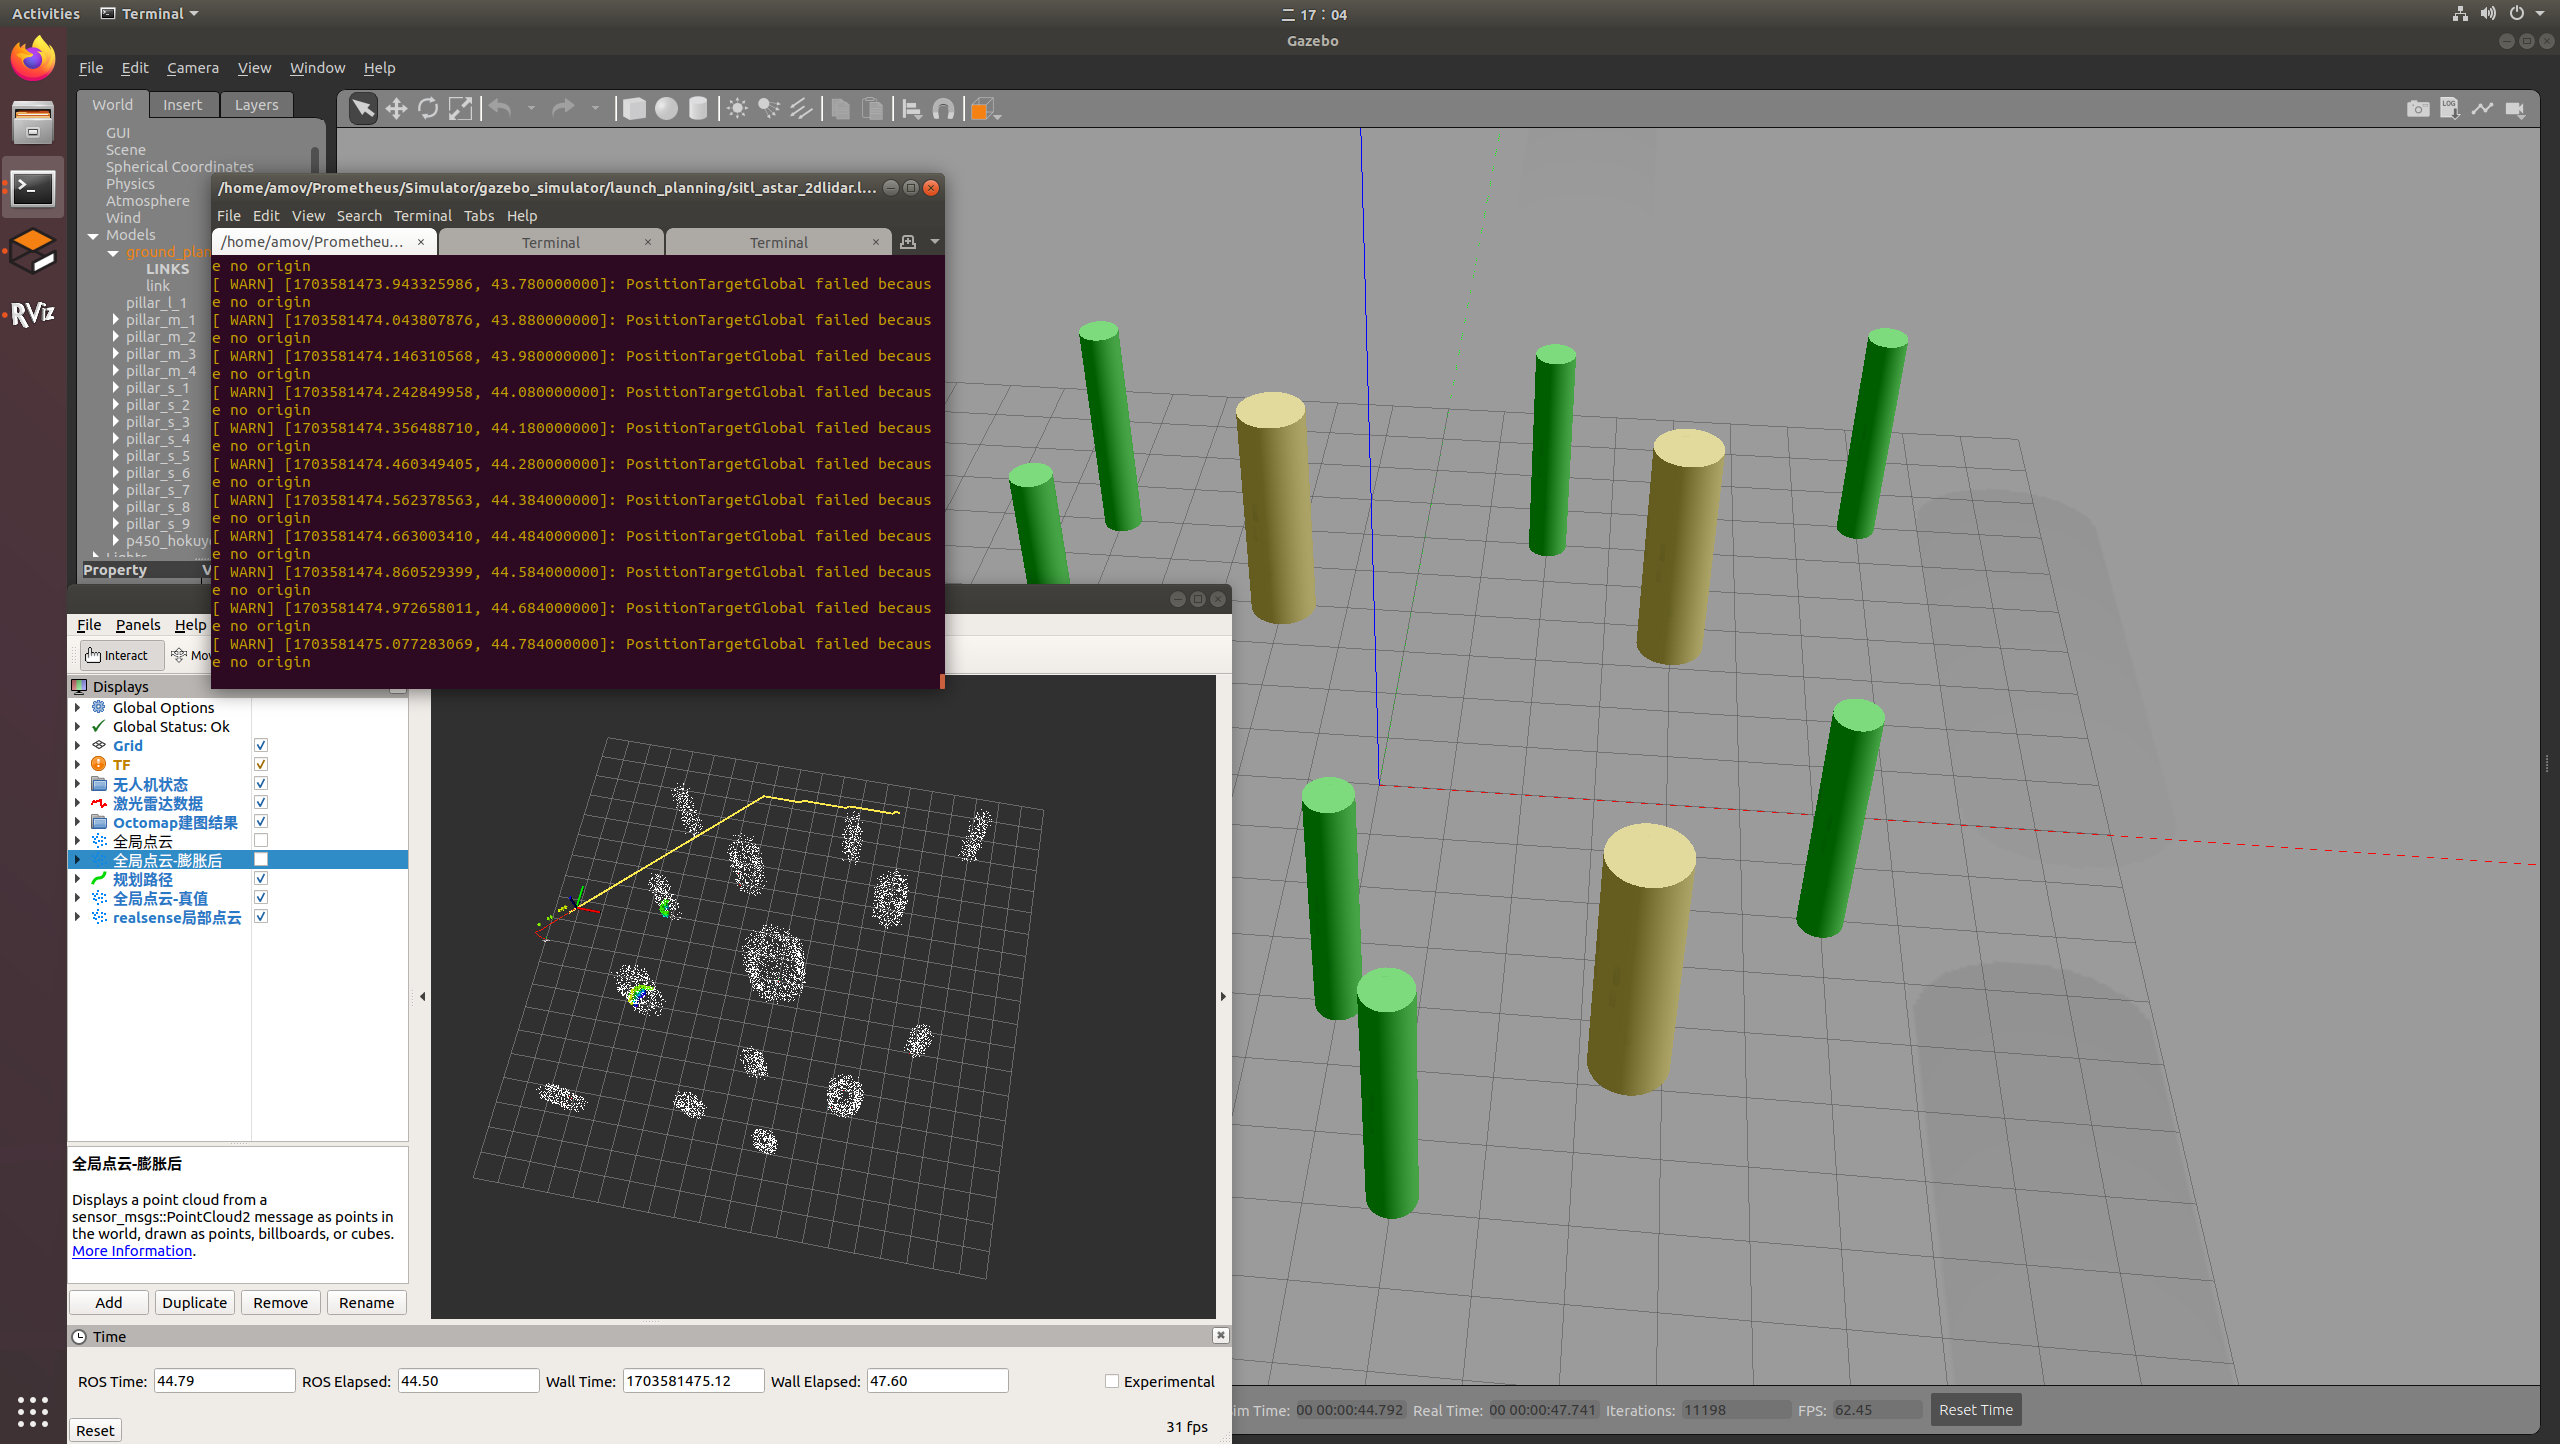 Activities
Terminal
二 17：04
Gazebo
File Edit Camera View Window Help
World Insert Layers
GUI
Scene
Spherical Coordinates
Physics
Atmosphere
Wind
Models
ground_plan
LINKS
link
pillar_l_1
pillar_m_1
pillar_m_2
pillar_m_3
pillar_m_4
pillar_s_1
pillar_s_2
pillar_s_3
pillar_s_4
pillar_s_5
pillar_s_6
pillar_s_7
pillar_s_8
pillar_s_9
p450_hokuy
Lights
Property V
LOG
RViz
/home/amov/Prometheus/Simulator/gazebo_simulator/launch_planning/sitl_astar_2dlidar.l...
File Edit View Search Terminal Tabs Help
/home/amov/Prometheu... × Terminal × Terminal ×
e no origin
[ WARN] [1703581473.943325986, 43.780000000]: PositionTargetGlobal failed becaus
e no origin
[ WARN] [1703581474.043807876, 43.880000000]: PositionTargetGlobal failed becaus
e no origin
[ WARN] [1703581474.146310568, 43.980000000]: PositionTargetGlobal failed becaus
e no origin
[ WARN] [1703581474.242849958, 44.080000000]: PositionTargetGlobal failed becaus
e no origin
[ WARN] [1703581474.356488710, 44.180000000]: PositionTargetGlobal failed becaus
e no origin
[ WARN] [1703581474.460349405, 44.280000000]: PositionTargetGlobal failed becaus
e no origin
[ WARN] [1703581474.562378563, 44.384000000]: PositionTargetGlobal failed becaus
e no origin
[ WARN] [1703581474.663003410, 44.484000000]: PositionTargetGlobal failed becaus
e no origin
[ WARN] [1703581474.860529399, 44.584000000]: PositionTargetGlobal failed becaus
e no origin
[ WARN] [1703581474.972658011, 44.684000000]: PositionTargetGlobal failed becaus
e no origin
[ WARN] [1703581475.077283069, 44.784000000]: PositionTargetGlobal failed becaus
e no origin
File Panels Help
Interact Mov
Displays
Global Options
Global Status: Ok
Grid
TF
无人机状态
激光雷达数据
Octomap建图结果
全局点云
全局点云-膨胀后
规划路径
全局点云-真值
realsense局部点云
全局点云-膨胀后
Displays a point cloud from a
sensor_msgs::PointCloud2 message as points in
the world, drawn as points, billboards, or cubes.
More Information.
Add Duplicate Remove Rename
Time
ROS Time: 44.79 ROS Elapsed: 44.50 Wall Time: 1703581475.12 Wall Elapsed: 47.60 Experimental
Reset 31 fps
im Time: 00 00:00:44.792 Real Time: 00 00:00:47.741 Iterations: 11198 FPS: 62.45 Reset Time